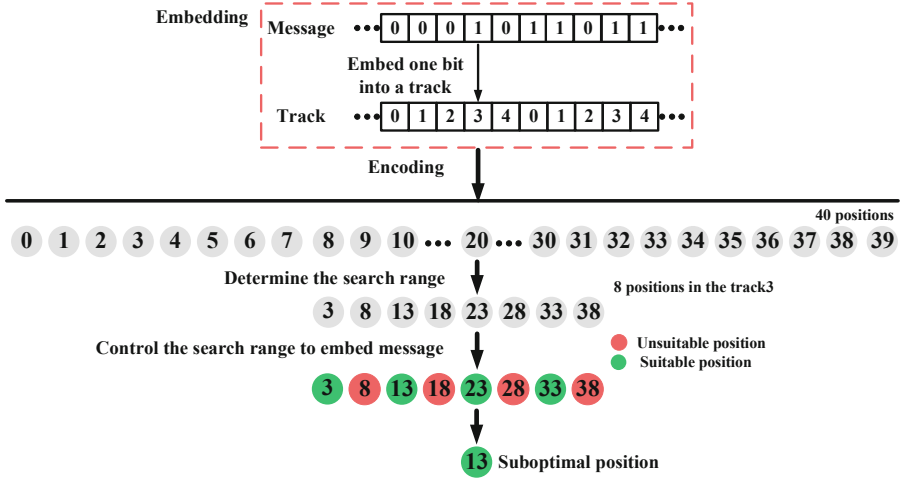 Embedding
Message ••• 0 0 0 1 0 1 1 0 1 1 •••
Embed one bit
into a track
Track ••• 0 1 2 3 4 0 1 2 3 4 •••
Encoding
40 positions
0 1 2 3 4 5 6 7 8 9 10 ••• 20 ••• 30 31 32 33 34 35 36 37 38 39
Determine the search range
8 positions in the track3
3 8 13 18 23 28 33 38
Control the search range to embed message
Unsuitable position
Suitable position
3 8 13 18 23 28 33 38
13 Suboptimal position